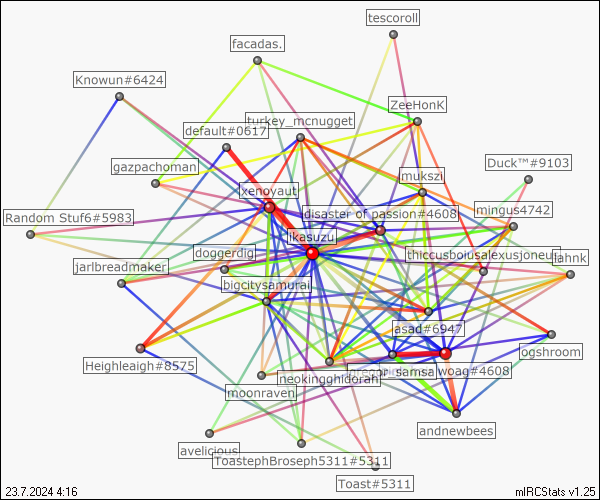 tescoroll
facadas.
Knowun#6424
ZeeHonK
turkey_mcnugget
default#0617
gazpachoman
Duck™#9103
mukszi
xenoyaut
Random Stuf6#5983
disaster of passion#4608
mingus4742
ikasuzu
doggerdig
thiccusboiusalexusjoneu
lahnk
jarlbreadmaker
bigcitysamurai
asad#6947
ogshroom
Heighleaigh#8575
neokingghidorah
samsa
woag#4608
moonraven
andnewbees
avelicious
ToastephBroseph5311#5311
Toast#5311
23.7.2024 4:16
mIRCStats v1.25